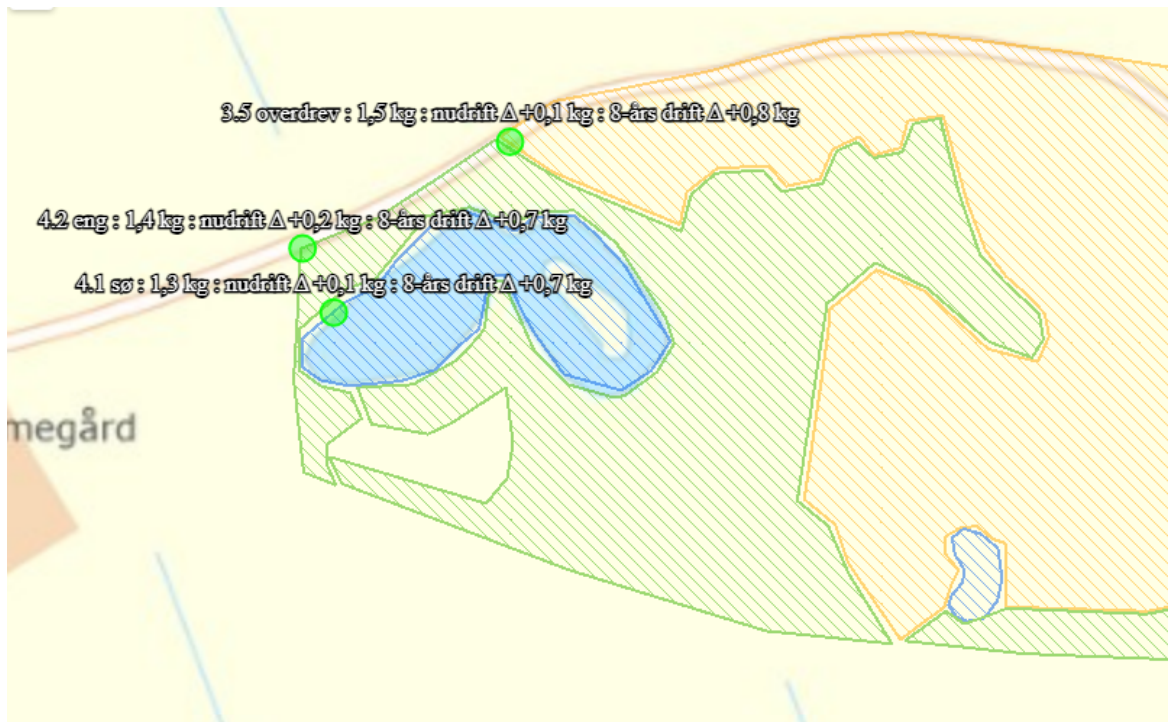 3.5 overdrev : 1,5 kg : nudrift Δ +0,1 kg : 8-års drift Δ +0,8 kg
4.2 eng : 1,4 kg : nudrift Δ +0,2 kg : 8-års drift Δ +0,7 kg
4.1 sø : 1,3 kg : nudrift Δ +0,1 kg : 8-års drift Δ +0,7 kg
megård